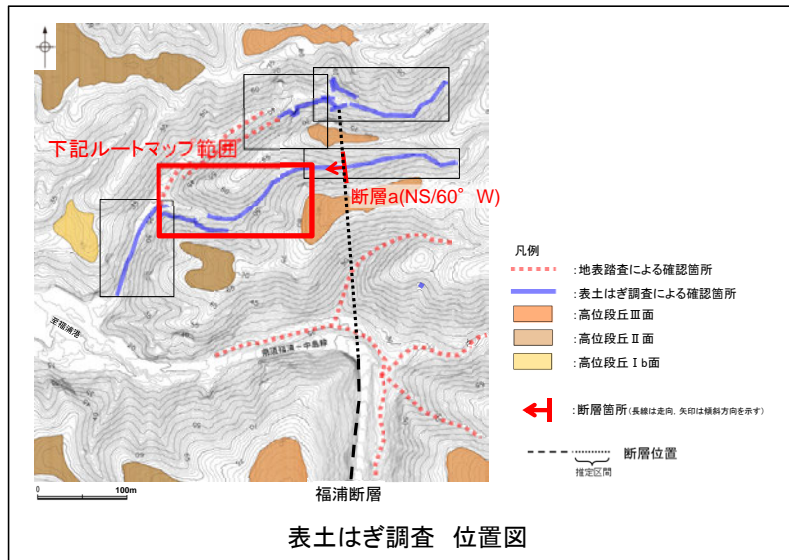 下記ルートマップ範囲
断層a(NS/60°W)
至福浦港
0
100m
福浦断層
凡例
:地表踏査による確認箇所
:表土はぎ調査による確認箇所
:高位段丘Ⅲ面
:高位段丘Ⅱ面
:高位段丘Ⅰb面
:断層箇所(長線は走向, 矢印は傾斜方向を示す)
断層位置
推定区間
表土はぎ調査 位置図